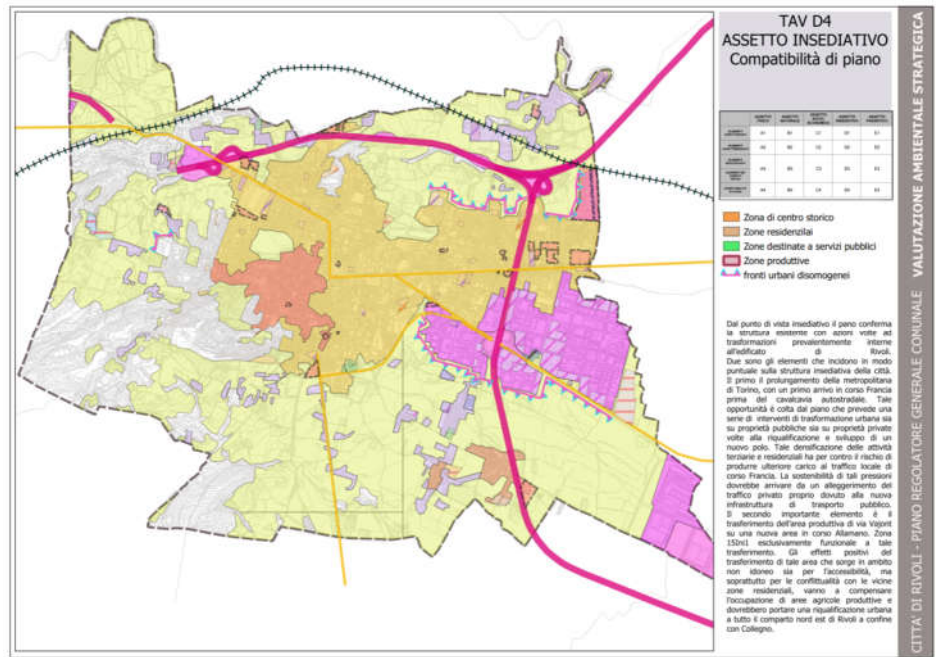 TAV D4
ASSETTO INSEDIATIVO
Compatibilità di piano
Zona di centro storico
Zone residenzilai
Zone destinate a servizi pubblici
Zone produttive
fronti urbani disomogenei
Dal punto di vista insediativo il pano conferma
la struttura esistente con azioni volte ad
trasformazioni prevalentemente interne
all'edificato di Rivoli.
Due sono gli elementi che incidono in modo
puntuale sulla struttura insediativa della città.
Il primo il prolungamento della metropolitana
di Torino, con un primo arrivo in corso Francia
prima del cavalcavia autostradale. Tale
opportunità è colta dal piano che prevede una
serie di interventi di trasformazione urbana sia
su proprietà pubbliche sia su proprietà private
volte alla riqualificazione e sviluppo di un
nuovo polo. Tale densificazione delle attività
terziarie e residenziali ha per contro il rischio di
produrre ulteriore carico al traffico locale di
corso Francia. La sostenibilità di tali pressioni
dovrebbe arrivare da un alleggerimento del
traffico privato proprio dovuto alla nuova
infrastruttura di trasporto pubblico.
Il secondo importante elemento è il
trasferimento dell'area produttiva di via Vajont
su una nuova area in corso Allamano. Zona
esclusivamente funzionale a tale
trasferimento. Gli effetti positivi del
trasferimento di tale area che sorge in ambito
non idoneo sia per l'accessibilità, ma
soprattutto per le conflittualità con le vicine
zone residenziali, vanno a compensare
l'occupazione di aree agricole produttive e
dovrebbero portare una riqualificazione urbana
a tutto il comparto nord est di Rivoli a confine
con Collegno.
CITTA' DI RIVOLI - PIANO REGOLATORE GENERALE COMUNALE VALUTAZIONE AMBIENTALE STRATEGICA